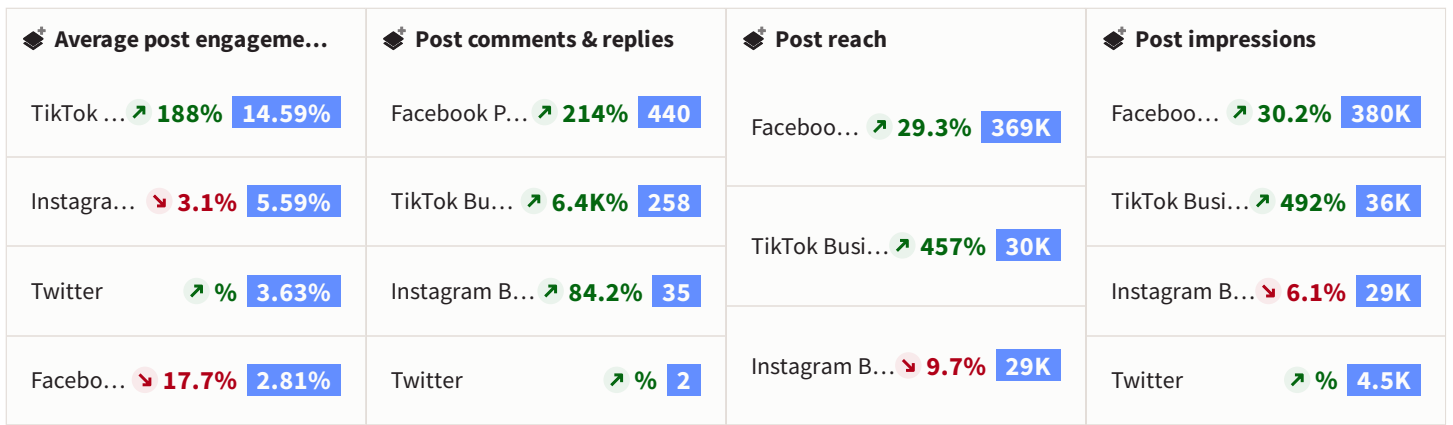 Average post engageme…
TikTok … 188% 14.59%
Instagra… 3.1% 5.59%
Twitter % 3.63%
Facebo… 17.7% 2.81%
Post comments & replies
Facebook P… 214% 440
TikTok Bu… 6.4K% 258
Instagram B… 84.2% 35
Twitter % 2
Post reach
Faceboo… 29.3% 369K
TikTok Busi… 457% 30K
Instagram B… 9.7% 29K
Post impressions
Faceboo… 30.2% 380K
TikTok Busi… 492% 36K
Instagram B… 6.1% 29K
Twitter % 4.5K